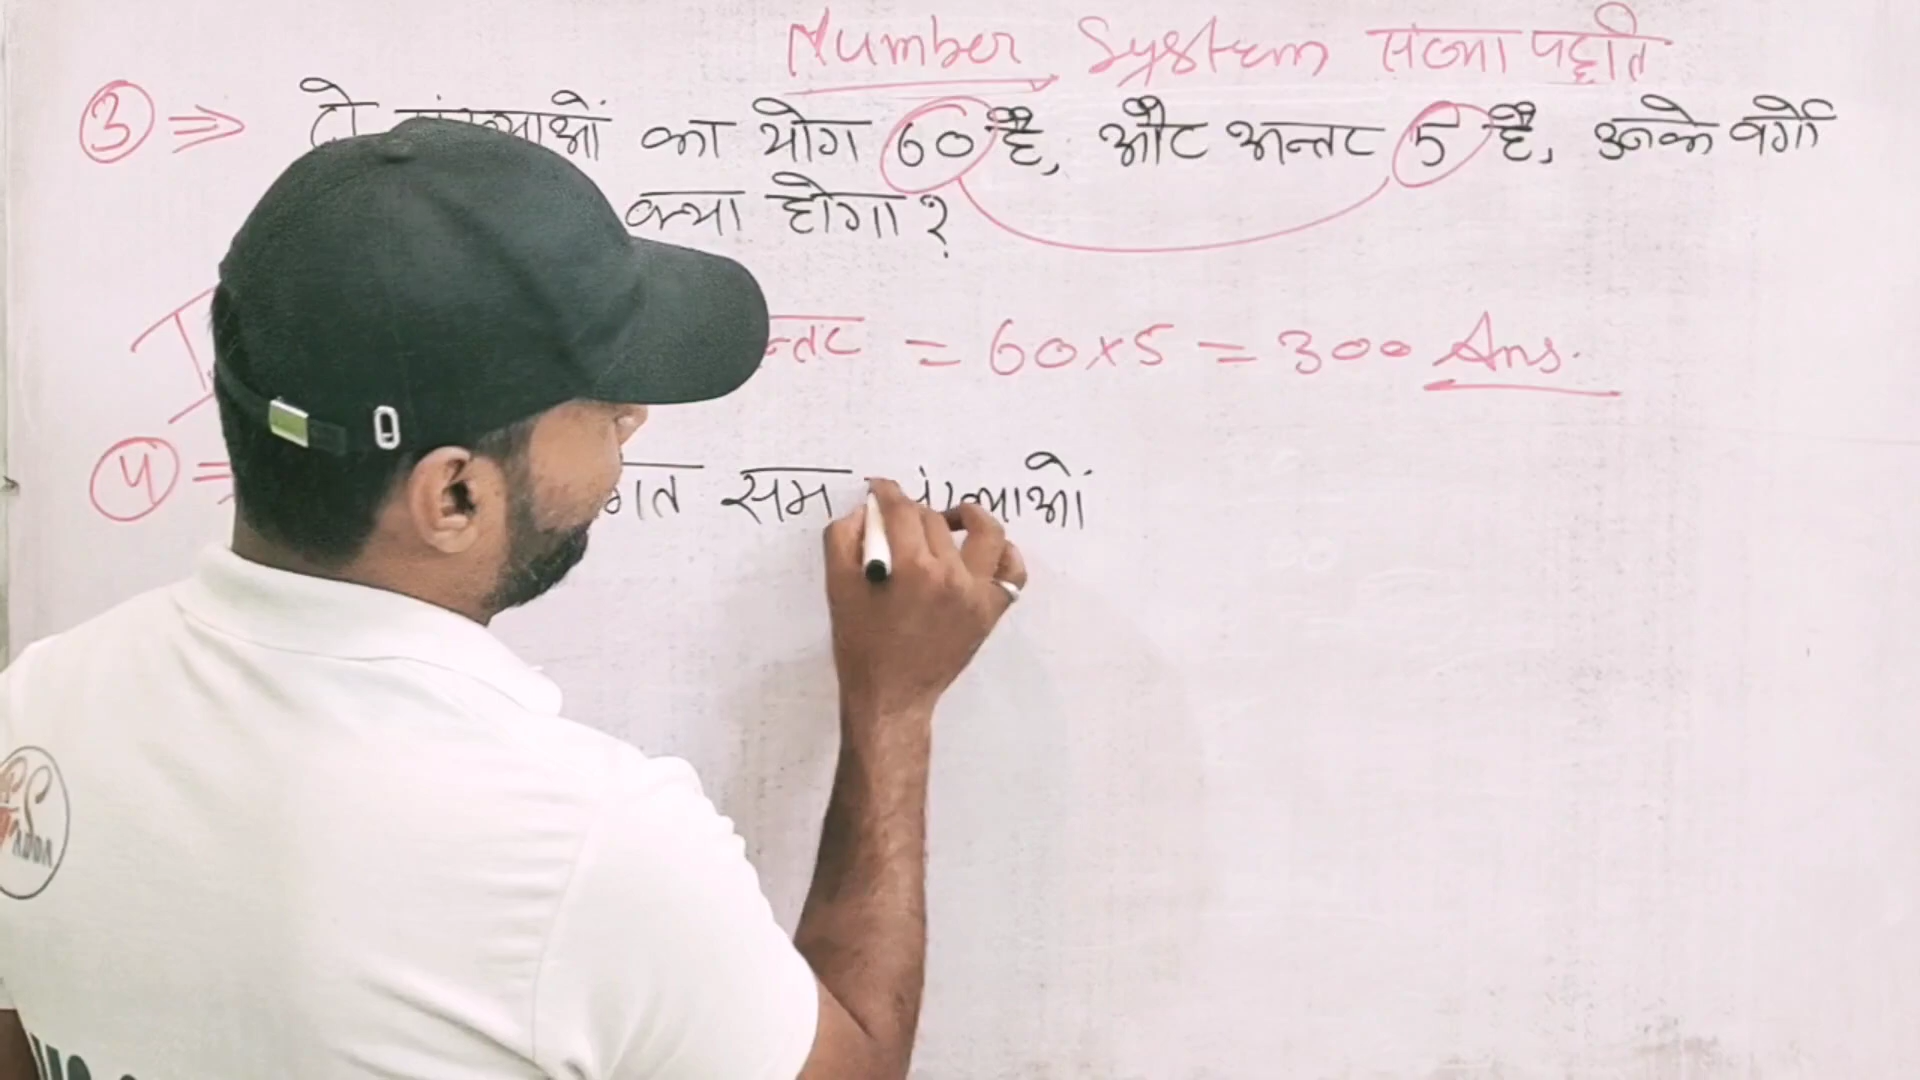 Number System संख्या पद्धति
3 ⇒ दो संख्याओं का योग 60 है, और अन्तर 5 है, उनके वर्गो
क्या होगा?
न्तर = 60×5 = 300 Ans.
4 ⇒ गत सम संख्याओं